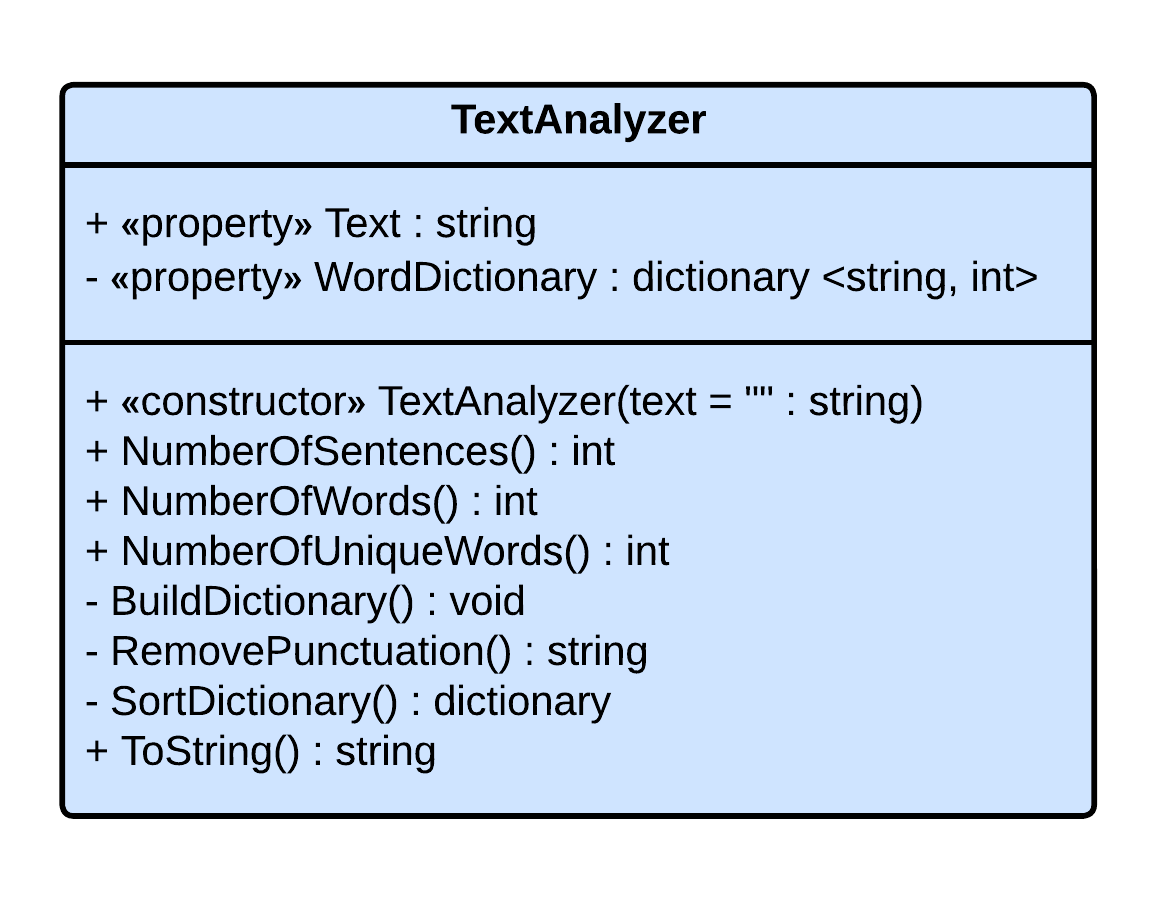 TextAnalyzer
+ «property» Text : string
- «property» WordDictionary : dictionary <string, int>
+ «constructor» TextAnalyzer(text = "" : string)
+ NumberOfSentences() : int
+ NumberOfWords() : int
+ NumberOfUniqueWords() : int
- BuildDictionary() : void
- RemovePunctuation() : string
- SortDictionary() : dictionary
+ ToString() : string